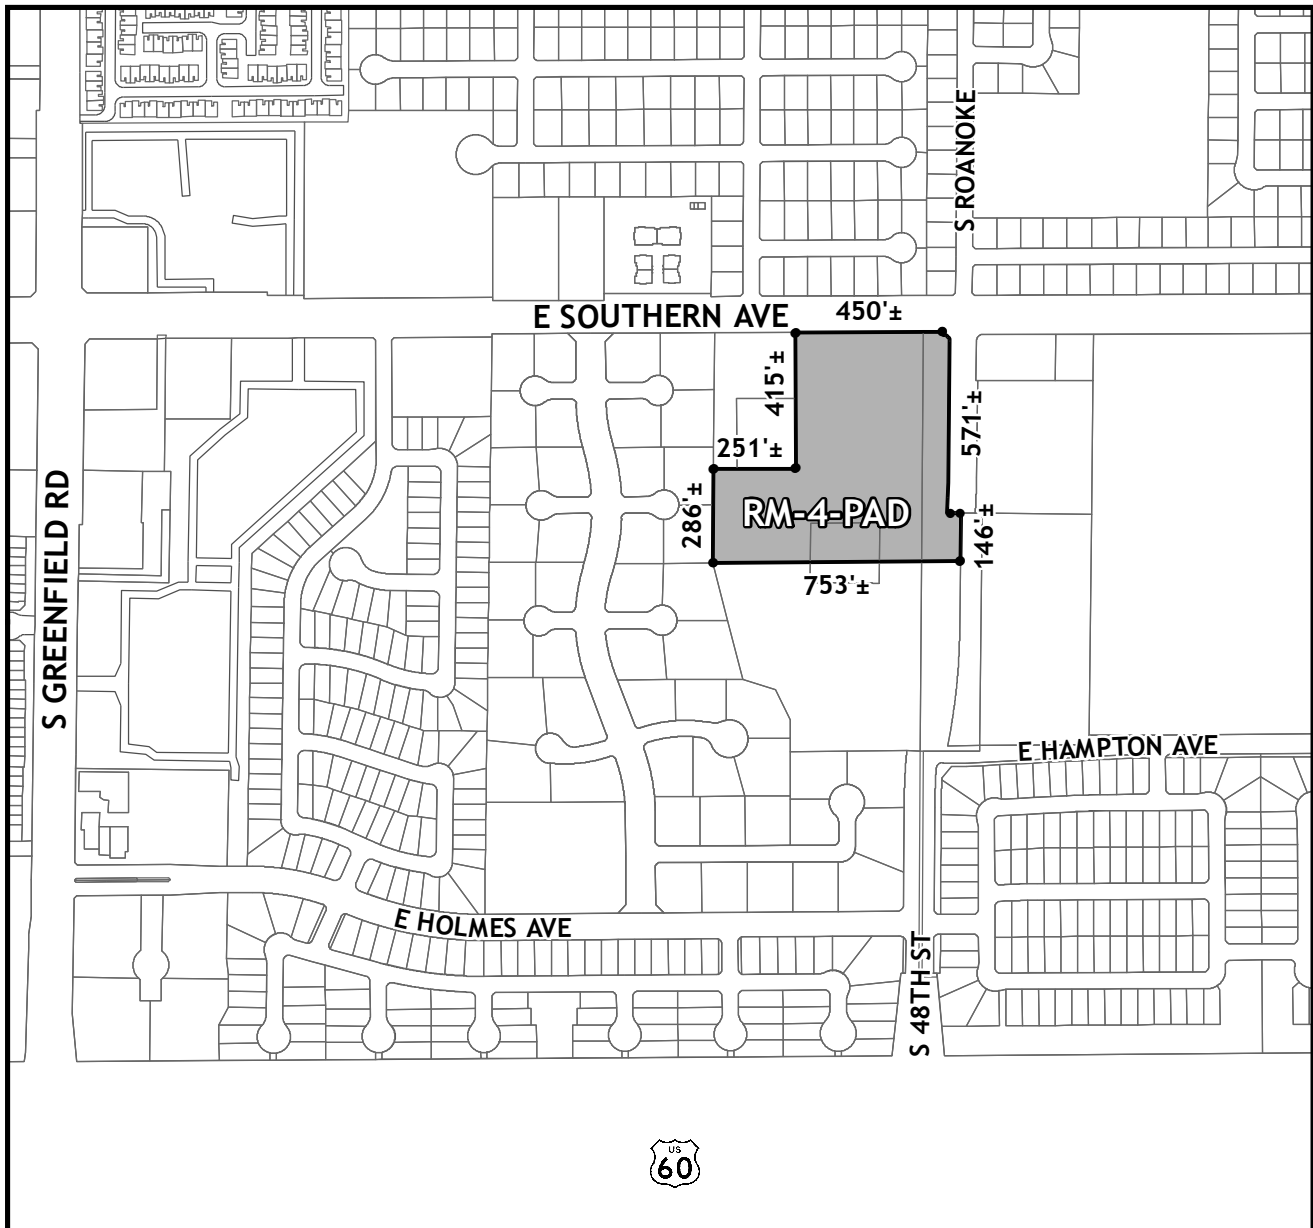 S ROANOKE
E SOUTHERN AVE
450'±
415'±
571'±
251'±
S GREENFIELD RD
286'±
RM-4-PAD
146'±
753'±
E HAMPTON AVE
E HOLMES AVE
S 48TH ST
US
60